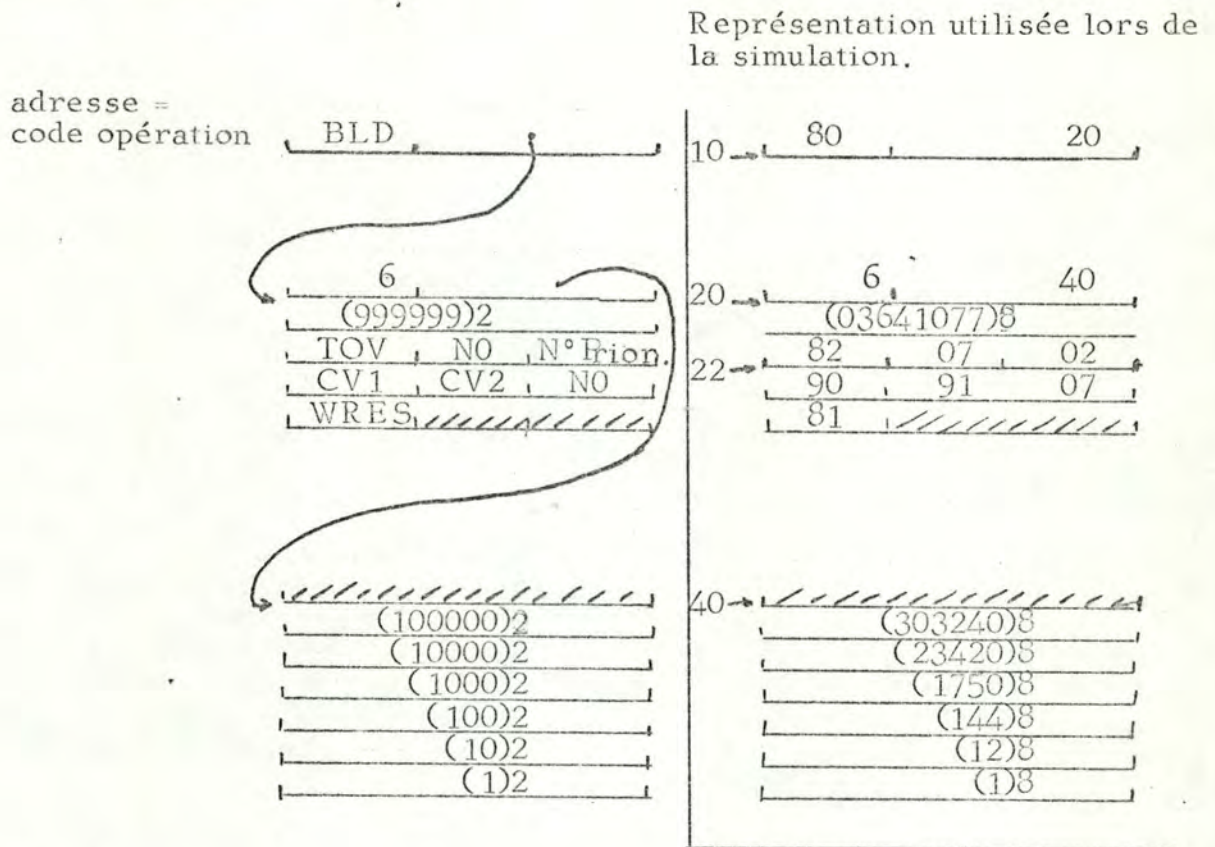 Représentation utilisée lors de
la simulation.
adresse =
code opération BLD 10 80 20
6 20 6 40
(999999)2 (03641077)8
TOV NO N° Prion. 22 82 07 02
CV1 CV2 NO 90 91 07
WRES 81
40
(100000)2 (303240)8
(10000)2 (23420)8
(1000)2 (1750)8
(100)2 (144)8
(10)2 (12)8
(1)2 (1)8